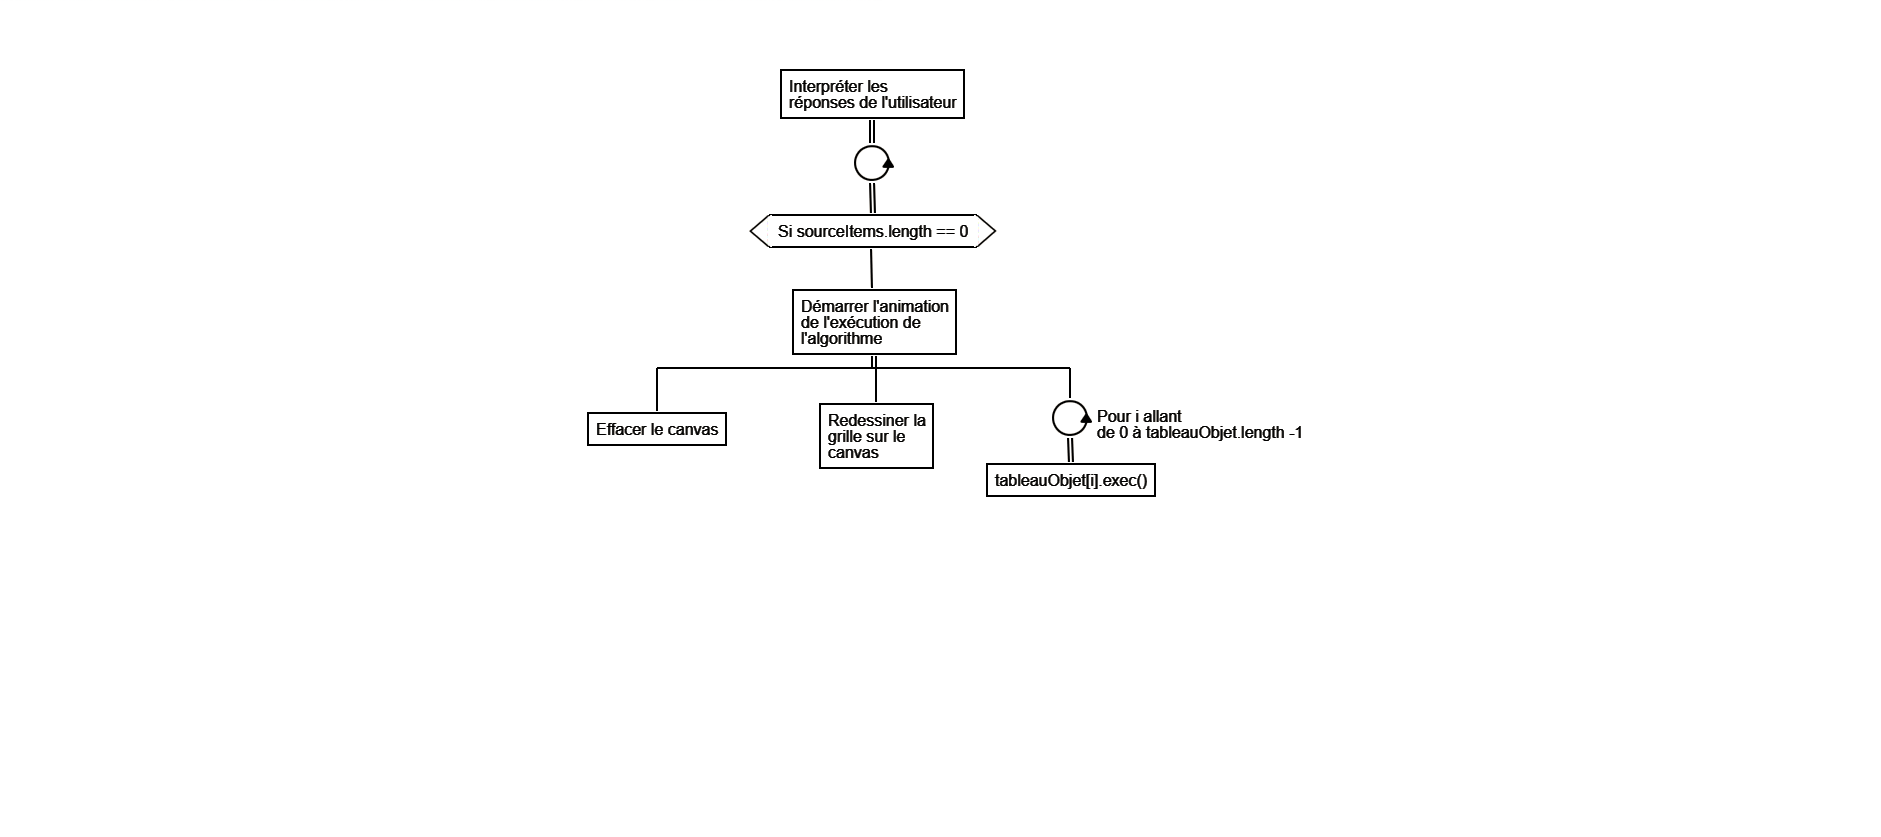 Interpréter les
réponses de l'utilisateur
Si sourceItems.length == 0
Démarrer l'animation
de l'exécution de
l'algorithme
Effacer le canvas
Redessiner la
grille sur le
canvas
Pour i allant
de 0 à tableauObjet.length -1
tableauObjet[i].exec()